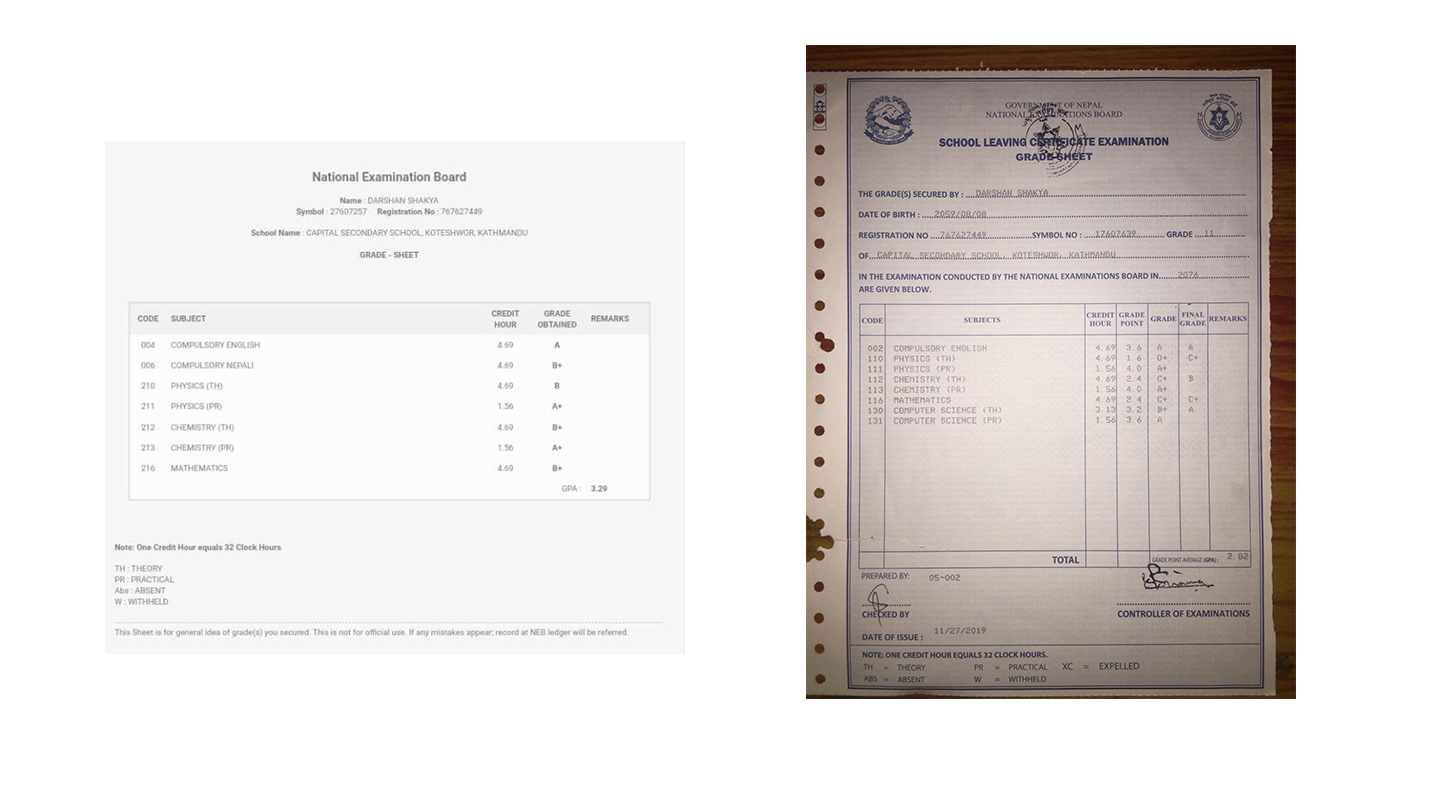 National Examination Board
Name : DARSHAN SHAKYA
Symbol : 27607257 Registration No : 767627449
School Name : CAPITAL SECONDARY SCHOOL, KOTESHWOR, KATHMANDU
GRADE - SHEET
CODE SUBJECT CREDIT HOUR GRADE OBTAINED REMARKS
004 COMPULSORY ENGLISH 4.69 A
006 COMPULSORY NEPALI 4.69 B+
210 PHYSICS (TH) 4.69 B
211 PHYSICS (PR) 1.56 A+
212 CHEMISTRY (TH) 4.69 B+
213 CHEMISTRY (PR) 1.56 A+
216 MATHEMATICS 4.69 B+
GPA : 3.29
Note: One Credit Hour equals 32 Clock Hours
TH : THEORY
PR : PRACTICAL
Abs : ABSENT
W : WITHHELD
This Sheet is for general idea of grade(s) you secured. This is not for official use. If any mistakes appear; record at NEB ledger will be referred.
GOVERNMENT OF NEPAL
NATIONAL EXAMINATIONS BOARD
SCHOOL LEAVING CERTIFICATE EXAMINATION
GRADE-SHEET
THE GRADE(S) SECURED BY : DARSHAN SHAKYA
DATE OF BIRTH : 2059/08/08
REGISTRATION NO 767627449 SYMBOL NO : 17607639 GRADE 11
OF CAPITAL SECONDARY SCHOOL, KOTESHWOR, KATHMANDU
IN THE EXAMINATION CONDUCTED BY THE NATIONAL EXAMINATIONS BOARD IN 2076
ARE GIVEN BELOW.
CODE SUBJECTS CREDIT HOUR GRADE POINT GRADE FINAL GRADE REMARKS
002 COMPULSORY ENGLISH 4.69 3.6 A A
110 PHYSICS (TH) 4.69 1.6 D+ C+
111 PHYSICS (PR) 1.56 4.0 A+
112 CHEMISTRY (TH) 4.69 2.4 C+ B
113 CHEMISTRY (PR) 1.56 4.0 A+
116 MATHEMATICS 4.69 2.4 C+ C+
130 COMPUTER SCIENCE (TH) 3.13 3.2 B+ A
131 COMPUTER SCIENCE (PR) 1.56 3.6 A
TOTAL GRADE POINT AVERAGE (GPA) : 2.82
PREPARED BY: 05-002
CHECKED BY CONTROLLER OF EXAMINATIONS
DATE OF ISSUE : 11/27/2019
NOTE: ONE CREDIT HOUR EQUALS 32 CLOCK HOURS.
TH = THEORY PR = PRACTICAL XC = EXPELLED
ABS = ABSENT W = WITHHELD